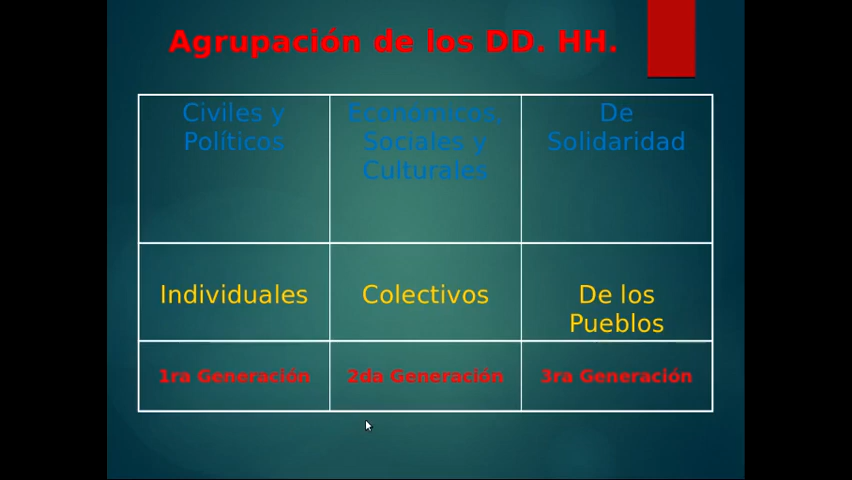 Agrupación de los DD. HH.
Civiles y
Políticos
Económicos,
Sociales y
Culturales
De
Solidaridad
Individuales
Colectivos
De los
Pueblos
1ra Generación
2da Generación
3ra Generación